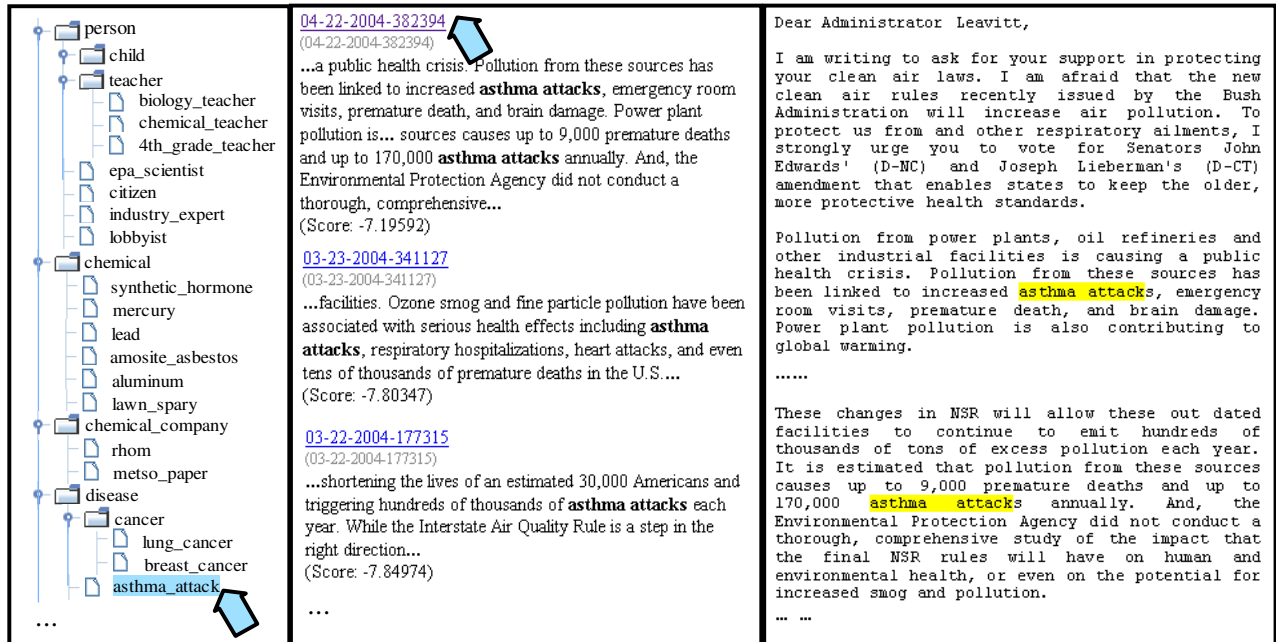 person
child
teacher
biology_teacher
chemical_teacher
4th_grade_teacher
epa_scientist
citizen
industry_expert
lobbyist
chemical
synthetic_hormone
mercury
lead
amosite_asbestos
aluminum
lawn_spary
chemical_company
rhom
metso_paper
disease
cancer
lung_cancer
breast_cancer
asthma_attack
...
04-22-2004-382394
(04-22-2004-382394)
...a public health crisis. Pollution from these sources has
been linked to increased asthma attacks, emergency room
visits, premature death, and brain damage. Power plant
pollution is... sources causes up to 9,000 premature deaths
and up to 170,000 asthma attacks annually. And, the
Environmental Protection Agency did not conduct a
thorough, comprehensive...
(Score: -7.19592)
03-23-2004-341127
(03-23-2004-341127)
...facilities. Ozone smog and fine particle pollution have been
associated with serious health effects including asthma
attacks, respiratory hospitalizations, heart attacks, and even
tens of thousands of premature deaths in the U.S....
(Score: -7.80347)
03-22-2004-177315
(03-22-2004-177315)
...shortening the lives of an estimated 30,000 Americans and
triggering hundreds of thousands of asthma attacks each
year. While the Interstate Air Quality Rule is a step in the
right direction...
(Score: -7.84974)
...
Dear Administrator Leavitt,
I am writing to ask for your support in protecting
your clean air laws. I am afraid that the new
clean air rules recently issued by the Bush
Administration will increase air pollution. To
protect us from and other respiratory ailments, I
strongly urge you to vote for Senators John
Edwards' (D-NC) and Joseph Lieberman's (D-CT)
amendment that enables states to keep the older,
more protective health standards.
Pollution from power plants, oil refineries and
other industrial facilities is causing a public
health crisis. Pollution from these sources has
been linked to increased asthma attacks, emergency
room visits, premature death, and brain damage.
Power plant pollution is also contributing to
global warming.
......
These changes in NSR will allow these out dated
facilities to continue to emit hundreds of
thousands of tons of excess pollution each year.
It is estimated that pollution from these sources
causes up to 9,000 premature deaths and up to
170,000 asthma attacks annually. And, the
Environmental Protection Agency did not conduct a
thorough, comprehensive study of the impact that
the final NSR rules will have on human and
environmental health, or even on the potential for
increased smog and pollution.
... ...